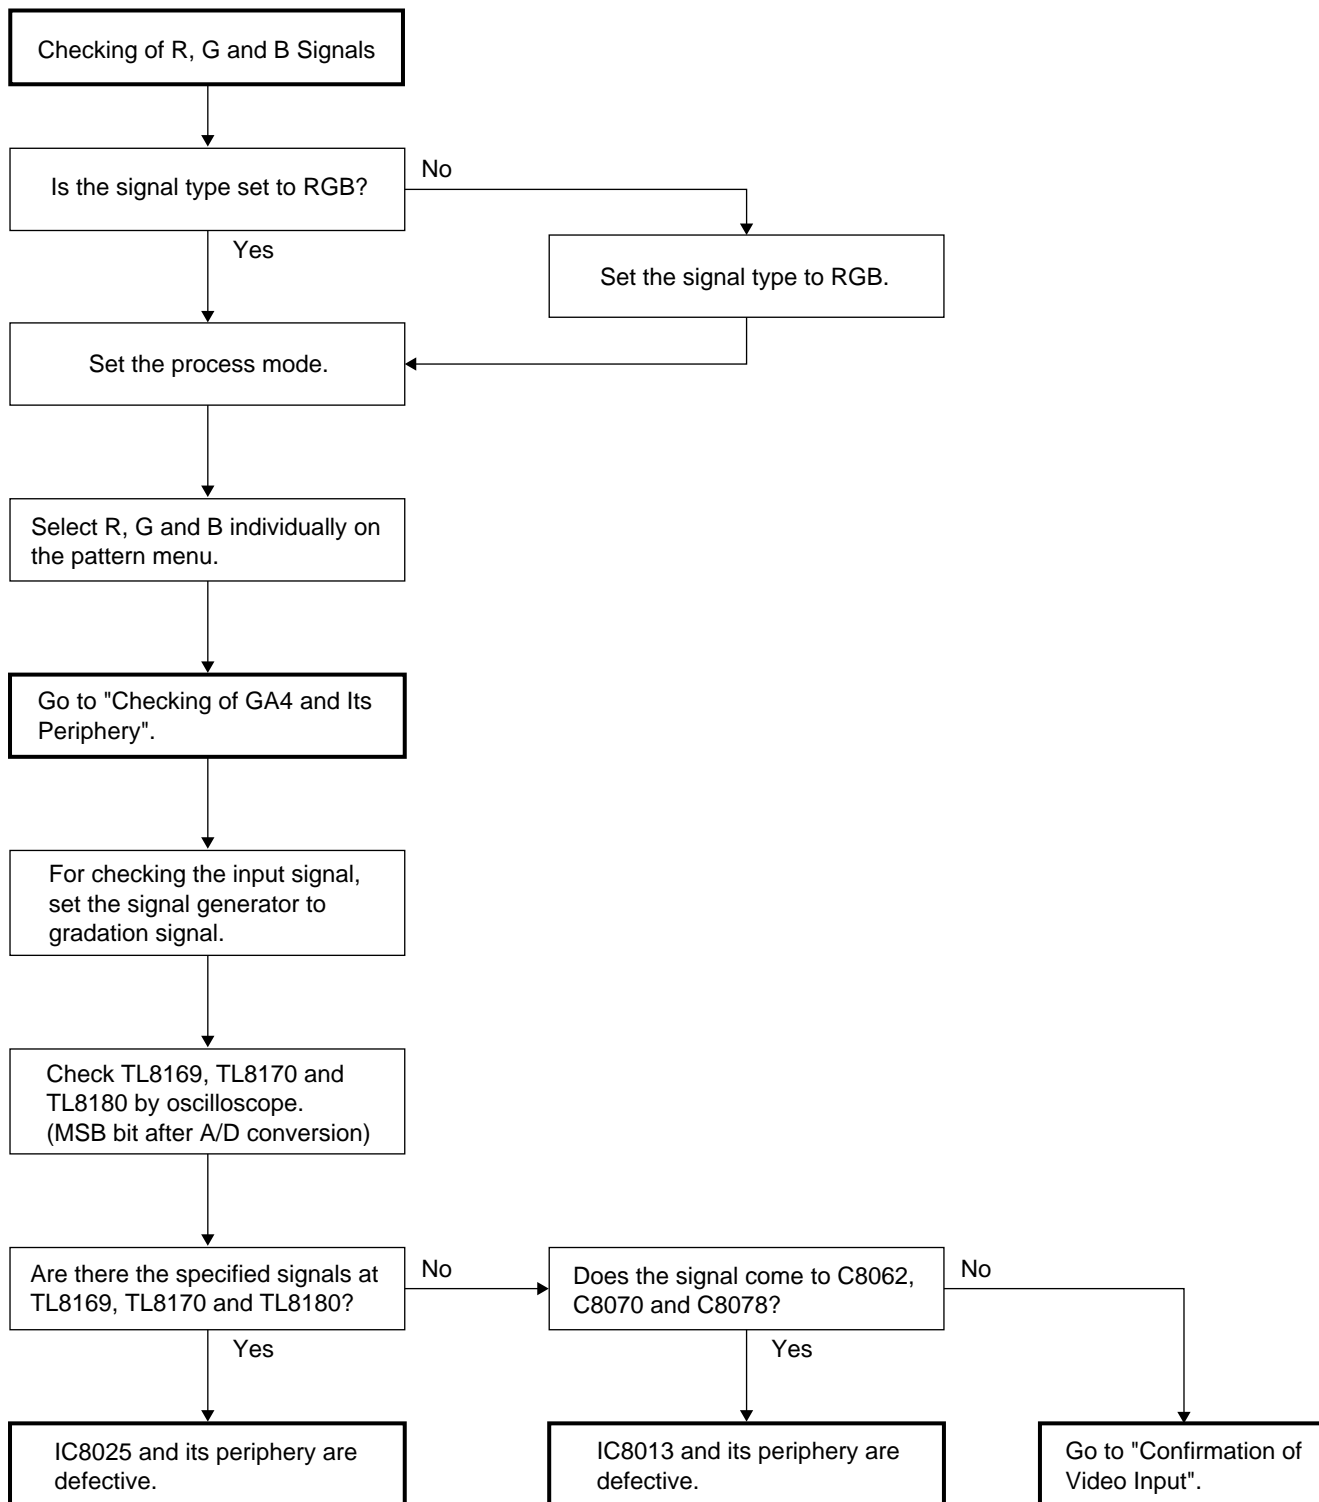 Checking of R, G and B Signals
Is the signal type set to RGB?
No
Yes
Set the signal type to RGB.
Set the process mode.
Select R, G and B individually on
the pattern menu.
Go to "Checking of GA4 and Its
Periphery".
For checking the input signal,
set the signal generator to
gradation signal.
Check TL8169, TL8170 and
TL8180 by oscilloscope.
(MSB bit after A/D conversion)
Are there the specified signals at
TL8169, TL8170 and TL8180?
No
Does the signal come to C8062,
C8070 and C8078?
No
Yes
Yes
IC8025 and its periphery are
defective.
IC8013 and its periphery are
defective.
Go to "Confirmation of
Video Input".